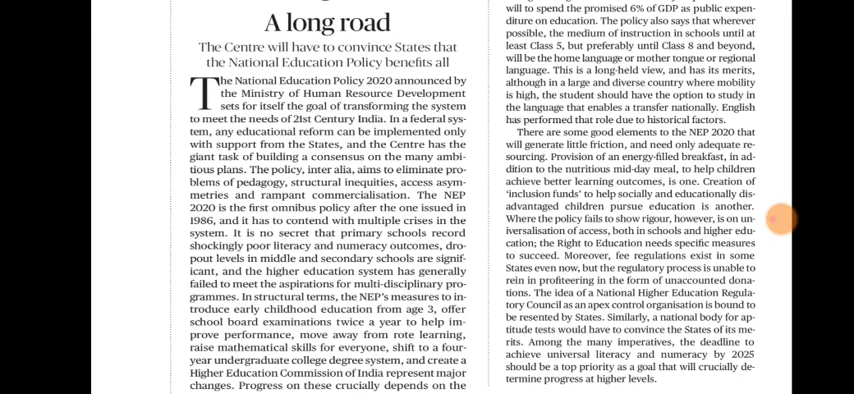 A long road
The Centre will have to convince States that
the National Education Policy benefits all
The National Education Policy 2020 announced by
the Ministry of Human Resource Development
sets for itself the goal of transforming the system
to meet the needs of 21st Century India. In a federal sys-
tem, any educational reform can be implemented only
with support from the States, and the Centre has the
giant task of building a consensus on the many ambi-
tious plans. The policy, inter alia, aims to eliminate pro-
blems of pedagogy, structural inequities, access asym-
metries and rampant commercialisation. The NEP
2020 is the first omnibus policy after the one issued in
1986, and it has to contend with multiple crises in the
system. It is no secret that primary schools record
shockingly poor literacy and numeracy outcomes, dro-
pout levels in middle and secondary schools are signif-
icant, and the higher education system has generally
failed to meet the aspirations for multi-disciplinary pro-
grammes. In structural terms, the NEP's measures to in-
troduce early childhood education from age 3, offer
school board examinations twice a year to help im-
prove performance, move away from rote learning,
raise mathematical skills for everyone, shift to a four-
year undergraduate college degree system, and create a
Higher Education Commission of India represent major
changes. Progress on these crucially depends on the
will to spend the promised 6% of GDP as public expen-
diture on education. The policy also says that wherever
possible, the medium of instruction in schools until at
least Class 5, but preferably until Class 8 and beyond,
will be the home language or mother tongue or regional
language. This is a long-held view, and has its merits,
although in a large and diverse country where mobility
is high, the student should have the option to study in
the language that enables a transfer nationally. English
has performed that role due to historical factors.
There are some good elements to the NEP 2020 that
will generate little friction, and need only adequate re-
sourcing. Provision of an energy-filled breakfast, in ad-
dition to the nutritious mid-day meal, to help children
achieve better learning outcomes, is one. Creation of
'inclusion funds' to help socially and educationally dis-
advantaged children pursue education is another.
Where the policy fails to show rigour, however, is on un-
iversalisation of access, both in schools and higher edu-
cation; the Right to Education needs specific measures
to succeed. Moreover, fee regulations exist in some
States even now, but the regulatory process is unable to
rein in profiteering in the form of unaccounted dona-
tions. The idea of a National Higher Education Regula-
tory Council as an apex control organisation is bound to
be resented by States. Similarly, a national body for ap-
titude tests would have to convince the States of its me-
rits. Among the many imperatives, the deadline to
achieve universal literacy and numeracy by 2025
should be a top priority as a goal that will crucially de-
termine progress at higher levels.